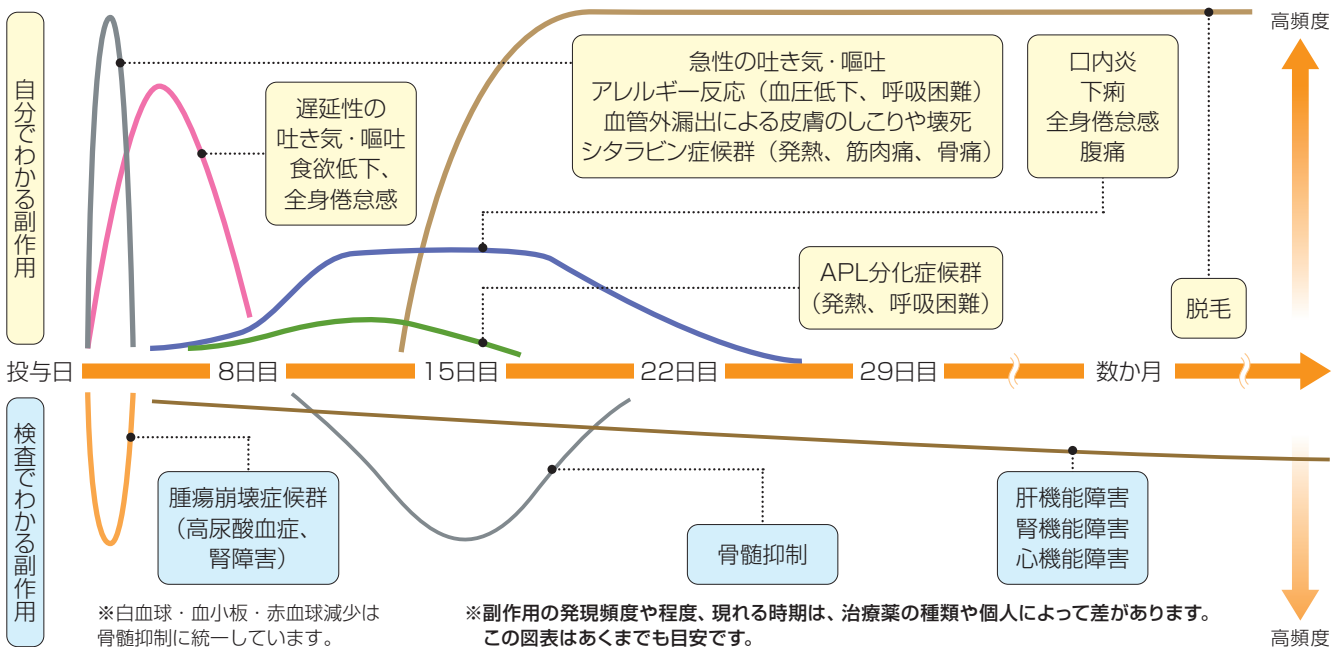 高頻度
自分でわかる副作用
遅延性の
吐き気・嘔吐
食欲低下、
全身倦怠感
急性の吐き気・嘔吐
アレルギー反応（血圧低下、呼吸困難）
血管外漏出による皮膚のしこりや壊死
シタラビン症候群（発熱、筋肉痛、骨痛）
口内炎
下痢
全身倦怠感
腹痛
APL分化症候群
（発熱、呼吸困難）
脱毛
投与日 8日目 15日目 22日目 29日目 数か月
検査でわかる副作用
腫瘍崩壊症候群
（高尿酸血症、
腎障害）
骨髄抑制
肝機能障害
腎機能障害
心機能障害
※白血球・血小板・赤血球減少は
骨髄抑制に統一しています。
※副作用の発現頻度や程度、現れる時期は、治療薬の種類や個人によって差があります。
この図表はあくまでも目安です。
高頻度